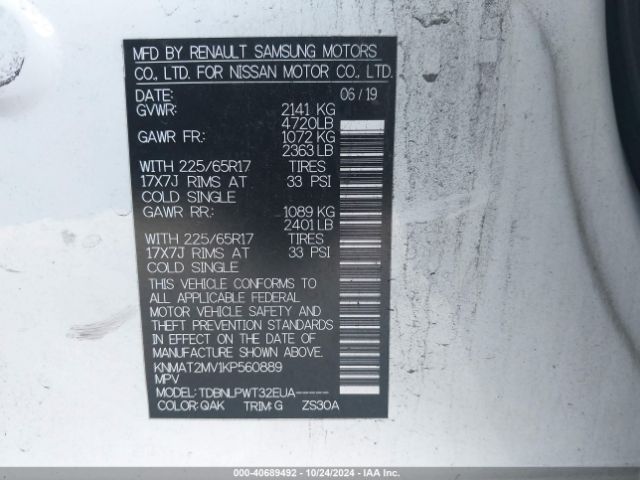 MFD BY RENAULT SAMSUNG MOTORS
CO., LTD. FOR NISSAN MOTOR CO., LTD.
DATE: 06/19
GVWR: 2141 KG
4720LB
GAWR FR: 1072 KG
2363 LB
WITH 225/65R17 TIRES
17X7J RIMS AT 33 PSI
COLD SINGLE
GAWR RR: 1089 KG
2401 LB
WITH 225/65R17 TIRES
17X7J RIMS AT 33 PSI
COLD SINGLE
THIS VEHICLE CONFORMS TO
ALL APPLICABLE FEDERAL
MOTOR VEHICLE SAFETY AND
THEFT PREVENTION STANDARDS
IN EFFECT ON THE DATE OF
MANUFACTURE SHOWN ABOVE.
KNMAT2MV1KP560889
MPV
MODEL: TDBNLPWT32EUA-----
COLOR: QAK TRIM: G ZS30A
000-40689492 - 10/24/2024 - IAA Inc.